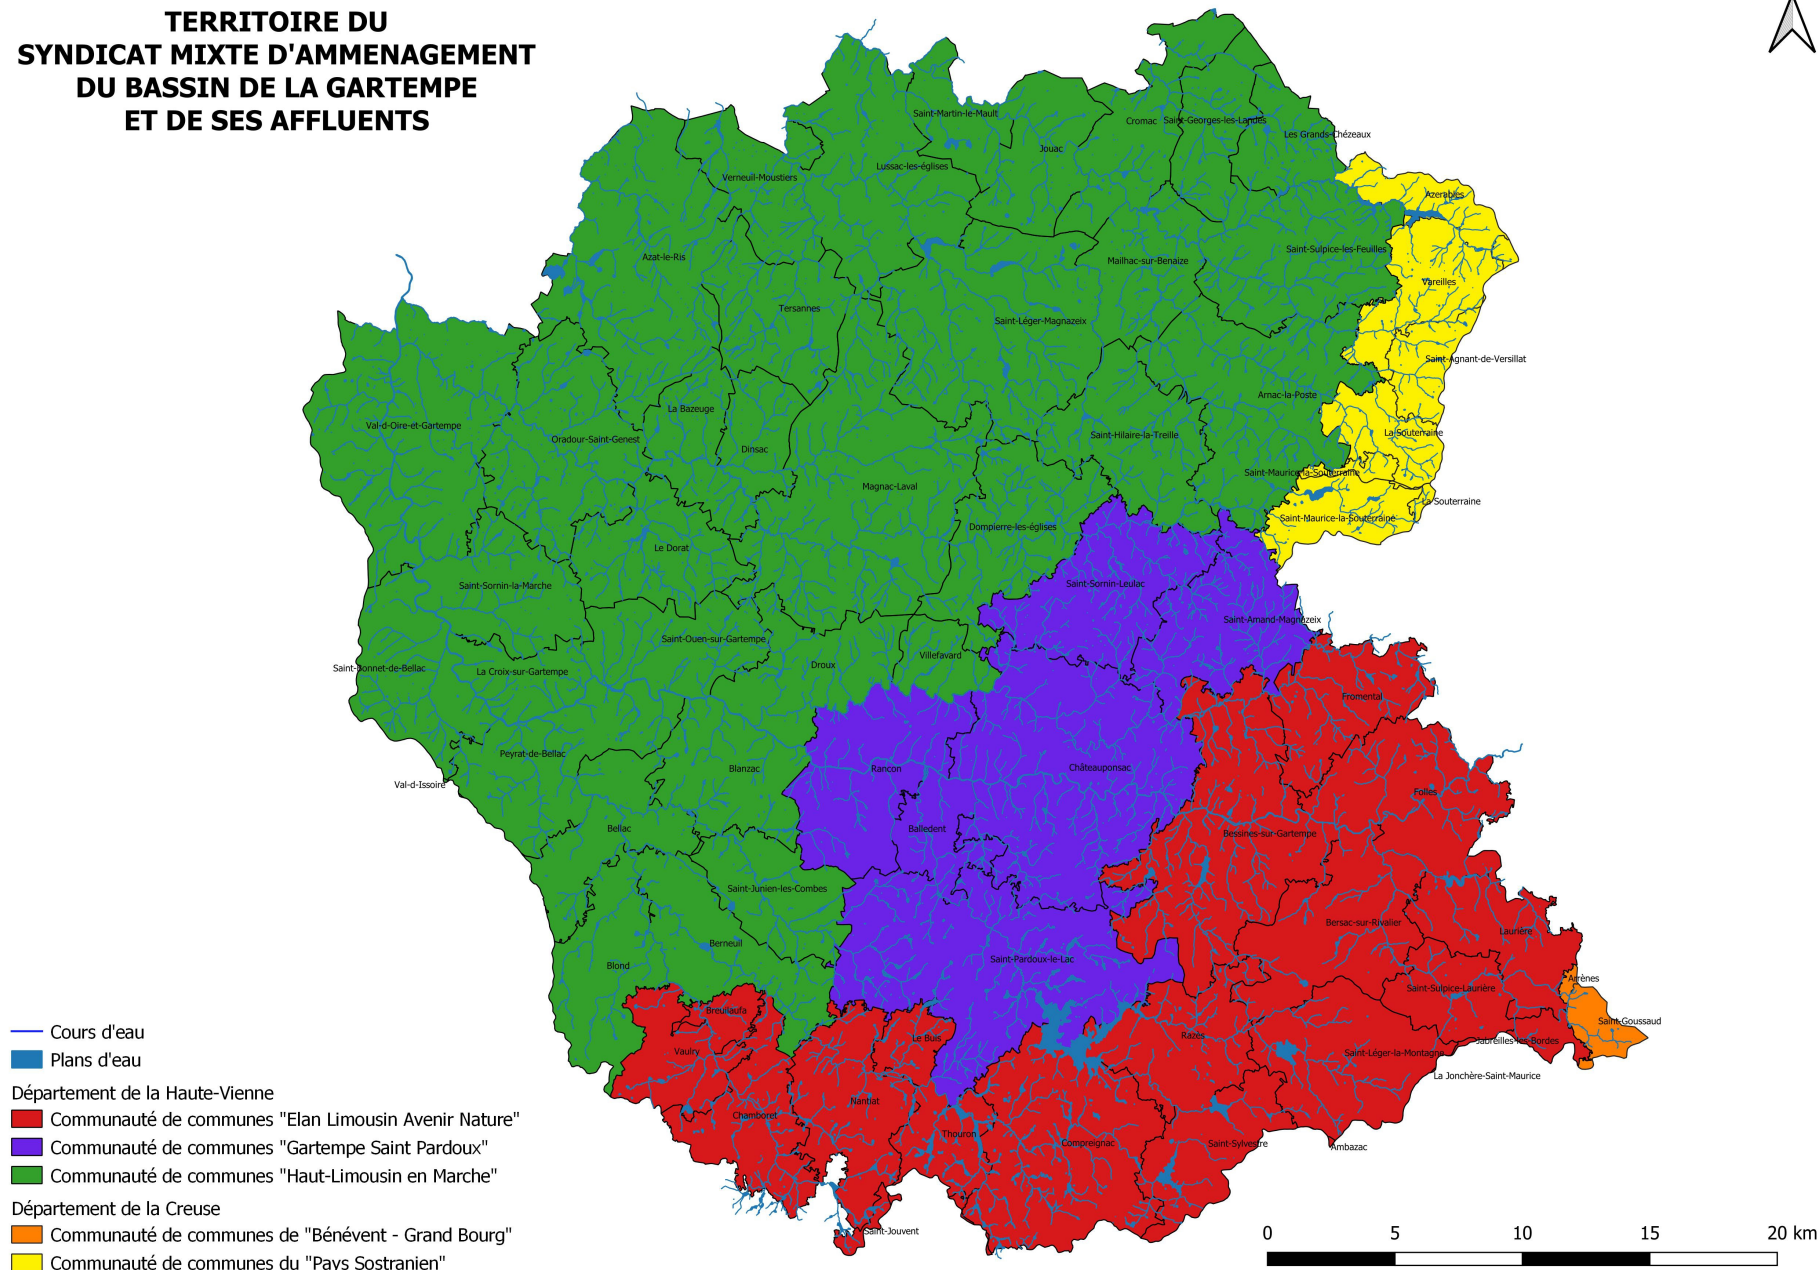 TERRITOIRE DU
SYNDICAT MIXTE D'AMMENAGEMENT
DU BASSIN DE LA GARTEMPE
ET DE SES AFFLUENTS
Saint-Martin-le-Mault
Cromac
Saint-Georges-les-Landes
Les Grands-Chézeaux
Jouac
Lussac-les-églises
Verneuil-Moustiers
Azerables
Azat-le-Ris
Mailhac-sur-Benaize
Saint-Sulpice-les-Feuilles
Vareilles
Tersannes
Saint-Léger-Magnazeix
Saint-Agnant-de-Versillat
La Bazeuge
Arnac-la-Poste
Val-d-Oire-et-Gartempe
Oradour-Saint-Genest
Dinsac
Saint-Hilaire-la-Treille
La Souterraine
Saint-Maurice-la-Souterraine
Magnac-Laval
La Souterraine
Saint-Maurice-la-Souterraine
Dompierre-les-églises
Le Dorat
Saint-Sornin-la-Marche
Saint-Sornin-Leulac
Saint-Amand-Magnazeix
Saint-Ouen-sur-Gartempe
Villefavard
Droux
Saint-Bonnet-de-Bellac
La Croix-sur-Gartempe
Fromental
Peyrat-de-Bellac
Blanzac
Rancon
Châteauponsac
Val-d-Issoire
Folles
Bellac
Balledent
Bessines-sur-Gartempe
Saint-Junien-les-Combes
Bersac-sur-Rivalier
Laurière
Berneuil
Blond
Saint-Pardoux-le-Lac
Arrènes
Saint-Sulpice-Laurière
Breuilaufa
Saint-Goussaud
Le Buis
Razès
Jabreilles-les-Bordes
Vaulry
Saint-Léger-la-Montagne
La Jonchère-Saint-Maurice
Nantiat
Chamboret
Thouron
Compreignac
Saint-Sylvestre
Ambazac
Saint-Jouvent
Cours d'eau
Plans d'eau
Département de la Haute-Vienne
Communauté de communes "Elan Limousin Avenir Nature"
Communauté de communes "Gartempe Saint Pardoux"
Communauté de communes "Haut-Limousin en Marche"
Département de la Creuse
Communauté de communes de "Bénévent - Grand Bourg"
Communauté de communes du "Pays Sostranien"
0 5 10 15 20 km